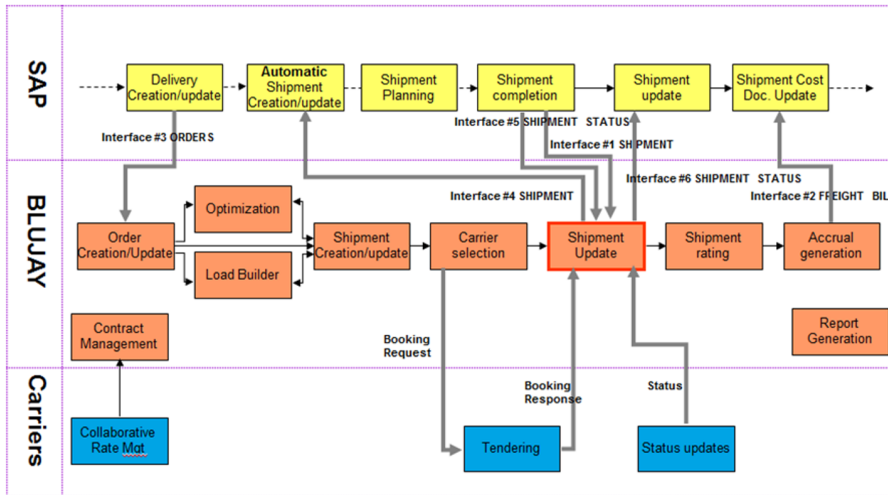 SAP
Delivery
Creation/update
Automatic
Shipment
Creation/update
Shipment
Planning
Shipment
completion
Shipment
update
Shipment Cost
Doc. Update
Interface #3 ORDERS
Interface #5 SHIPMENT STATUS
Interface #1 SHIPMENT
Interface #4 SHIPMENT
Interface #6 SHIPMENT STATUS
Interface #2 FREIGHT BIL
BLUJAY
Order
Creation/Update
Optimization
Load Builder
Shipment
Creation/update
Carrier
selection
Shipment
Update
Shipment
rating
Accrual
generation
Contract
Management
Report
Generation
Booking
Request
Booking
Response
Status
Carriers
Collaborative
Rate Mgt
Tendering
Status updates